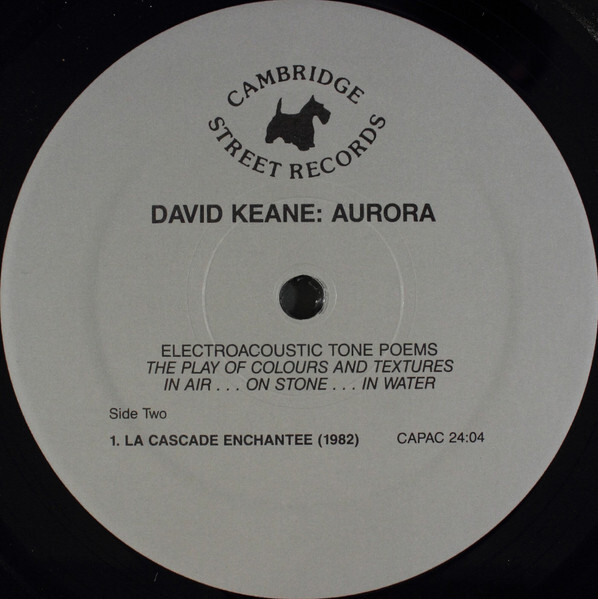 CAMBRIDGE
STREET RECORDS
DAVID KEANE: AURORA
ELECTROACOUSTIC TONE POEMS
THE PLAY OF COLOURS AND TEXTURES
IN AIR . . . ON STONE . . . IN WATER
Side Two
1. LA CASCADE ENCHANTEE (1982) CAPAC 24:04